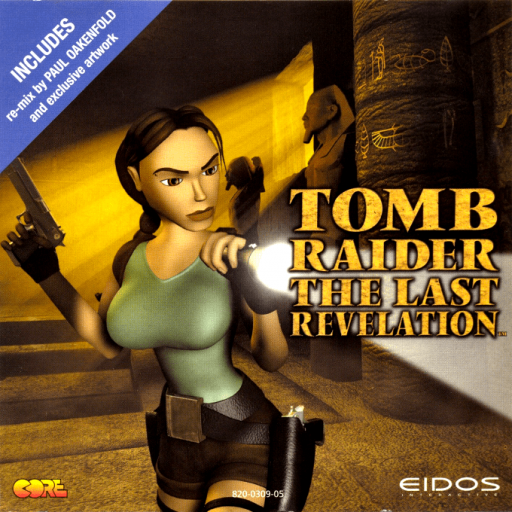 INCLUDES
re-mix by PAUL OAKENFOLD
and exclusive artwork
TOMB
RAIDER
THE LAST
REVELATION™
CORE
820-0309-05
EIDOS
INTERACTIVE